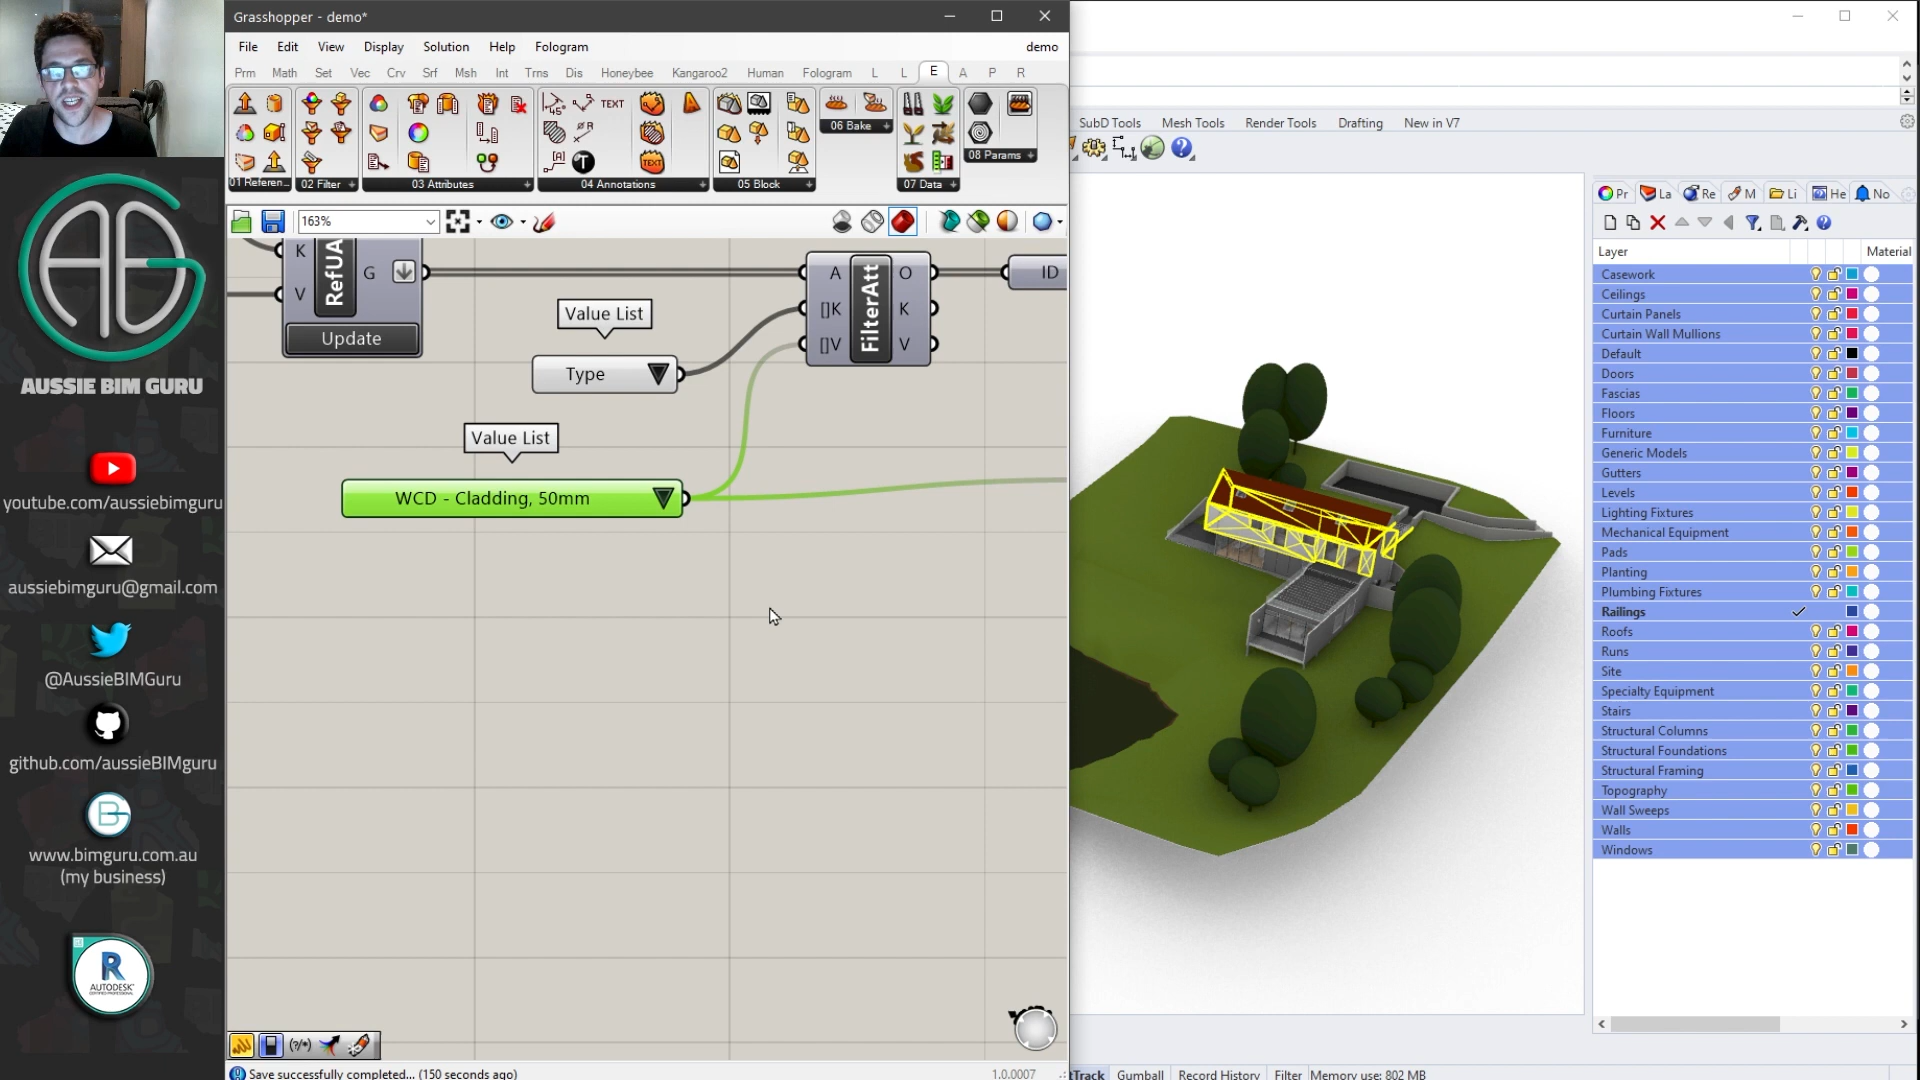 Grasshopper - demo*
File Edit View Display Solution Help Fologram demo
Prm Math Set Vec Crv Srf Msh Int Trns Dis Honeybee Kangaroo2 Human Fologram L L E A P R
TEXT
TEXT
01 Referen... 02 Filter 03 Attributes 04 Annotations 05 Block 06 Bake 07 Data 08 Params
163%
K
V
RefUA
G
Update
Value List
Type
A
[]K
[]V
FilterAtt
O
K
V
ID
Value List
WCD - Cladding, 50mm
Save successfully completed... (150 seconds ago)
1.0.0007
AG
AUSSIE BIM GURU
youtube.com/aussiebimguru
aussiebimguru@gmail.com
@AussieBIMGuru
github.com/aussieBIMguru
www.bimguru.com.au
(my business)
R
AUTODESK
SubD Tools Mesh Tools Render Tools Drafting New in V7
Pr La Re M Li He No
Layer Material
Casework
Ceilings
Curtain Panels
Curtain Wall Mullions
Default
Doors
Fascias
Floors
Furniture
Generic Models
Gutters
Levels
Lighting Fixtures
Mechanical Equipment
Pads
Planting
Plumbing Fixtures
Railings
Roofs
Runs
Site
Specialty Equipment
Stairs
Structural Columns
Structural Foundations
Structural Framing
Topography
Wall Sweeps
Walls
Windows
tTrack Gumball Record History Filter Memory use: 802 MB